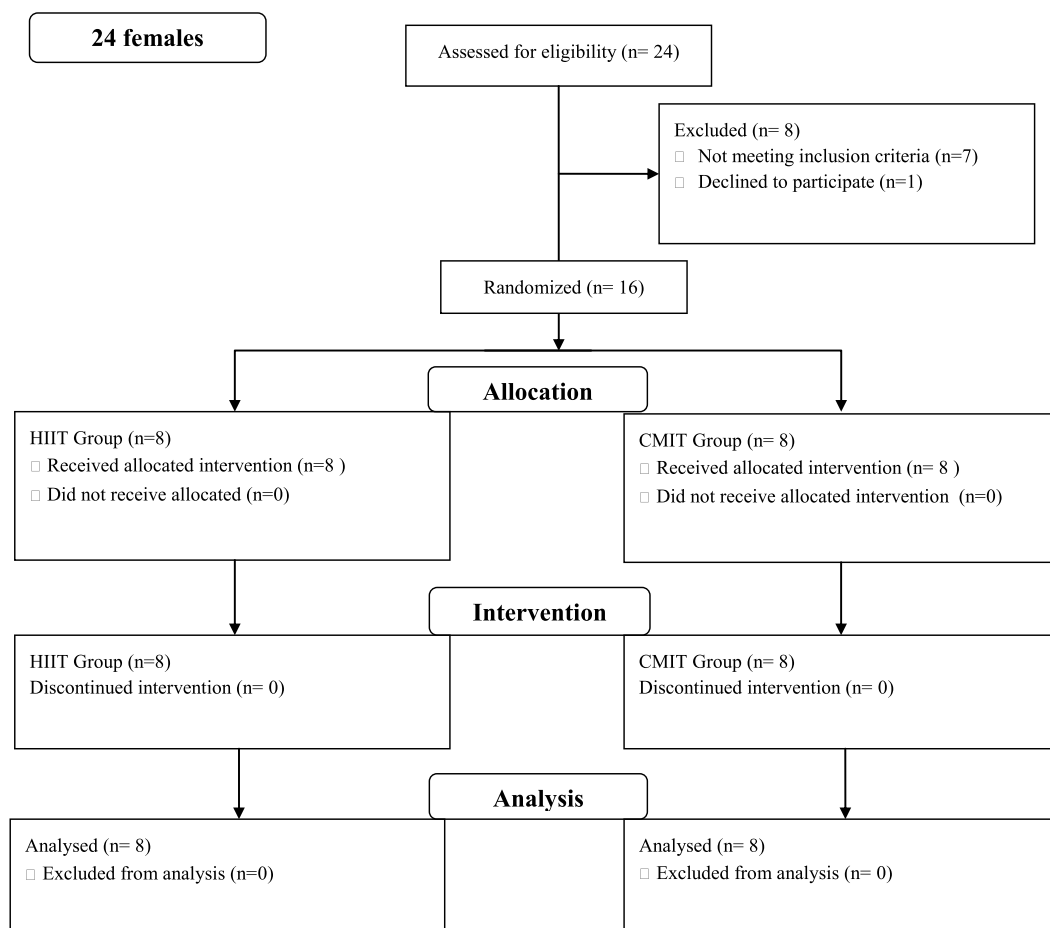 24 females
Assessed for eligibility (n= 24)
Excluded (n= 8)
□ Not meeting inclusion criteria (n=7)
□ Declined to participate (n=1)
Randomized (n= 16)
Allocation
HIIT Group (n=8)
□ Received allocated intervention (n=8 )
□ Did not receive allocated (n=0)
CMIT Group (n= 8)
□ Received allocated intervention (n= 8 )
□ Did not receive allocated intervention  (n=0)
Intervention
HIIT Group (n=8)
Discontinued intervention (n= 0)
CMIT Group (n= 8)
Discontinued intervention (n= 0)
Analysis
Analysed (n= 8)
□ Excluded from analysis (n=0)
Analysed (n= 8)
□ Excluded from analysis (n= 0)